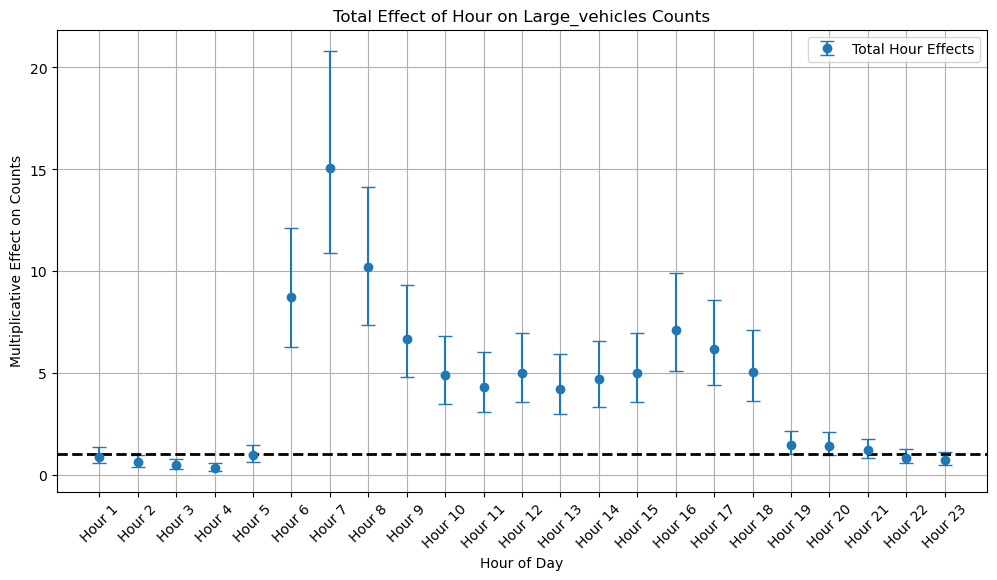 Total Effect of Hour on Large_vehicles Counts
Total Hour Effects
Multiplicative Effect on Counts
20
15
10
5
0
Hour 1
Hour 2
Hour 3
Hour 4
Hour 5
Hour 6
Hour 7
Hour 8
Hour 9
Hour 10
Hour 11
Hour 12
Hour 13
Hour 14
Hour 15
Hour 16
Hour 17
Hour 18
Hour 19
Hour 20
Hour 21
Hour 22
Hour 23
Hour of Day